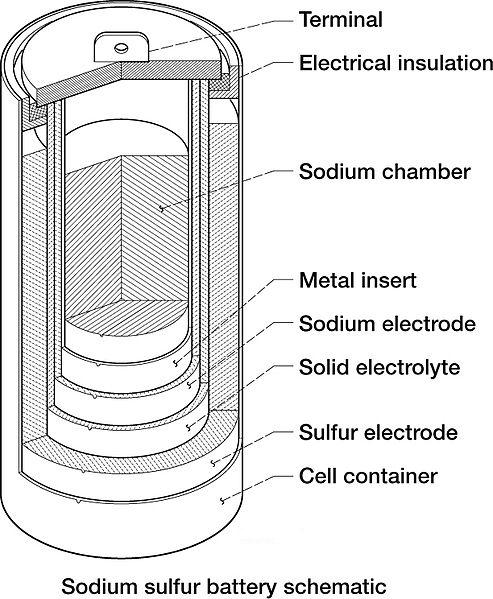 Terminal
Electrical insulation
Sodium chamber
Metal insert
Sodium electrode
Solid electrolyte
Sulfur electrode
Cell container
Sodium sulfur battery schematic